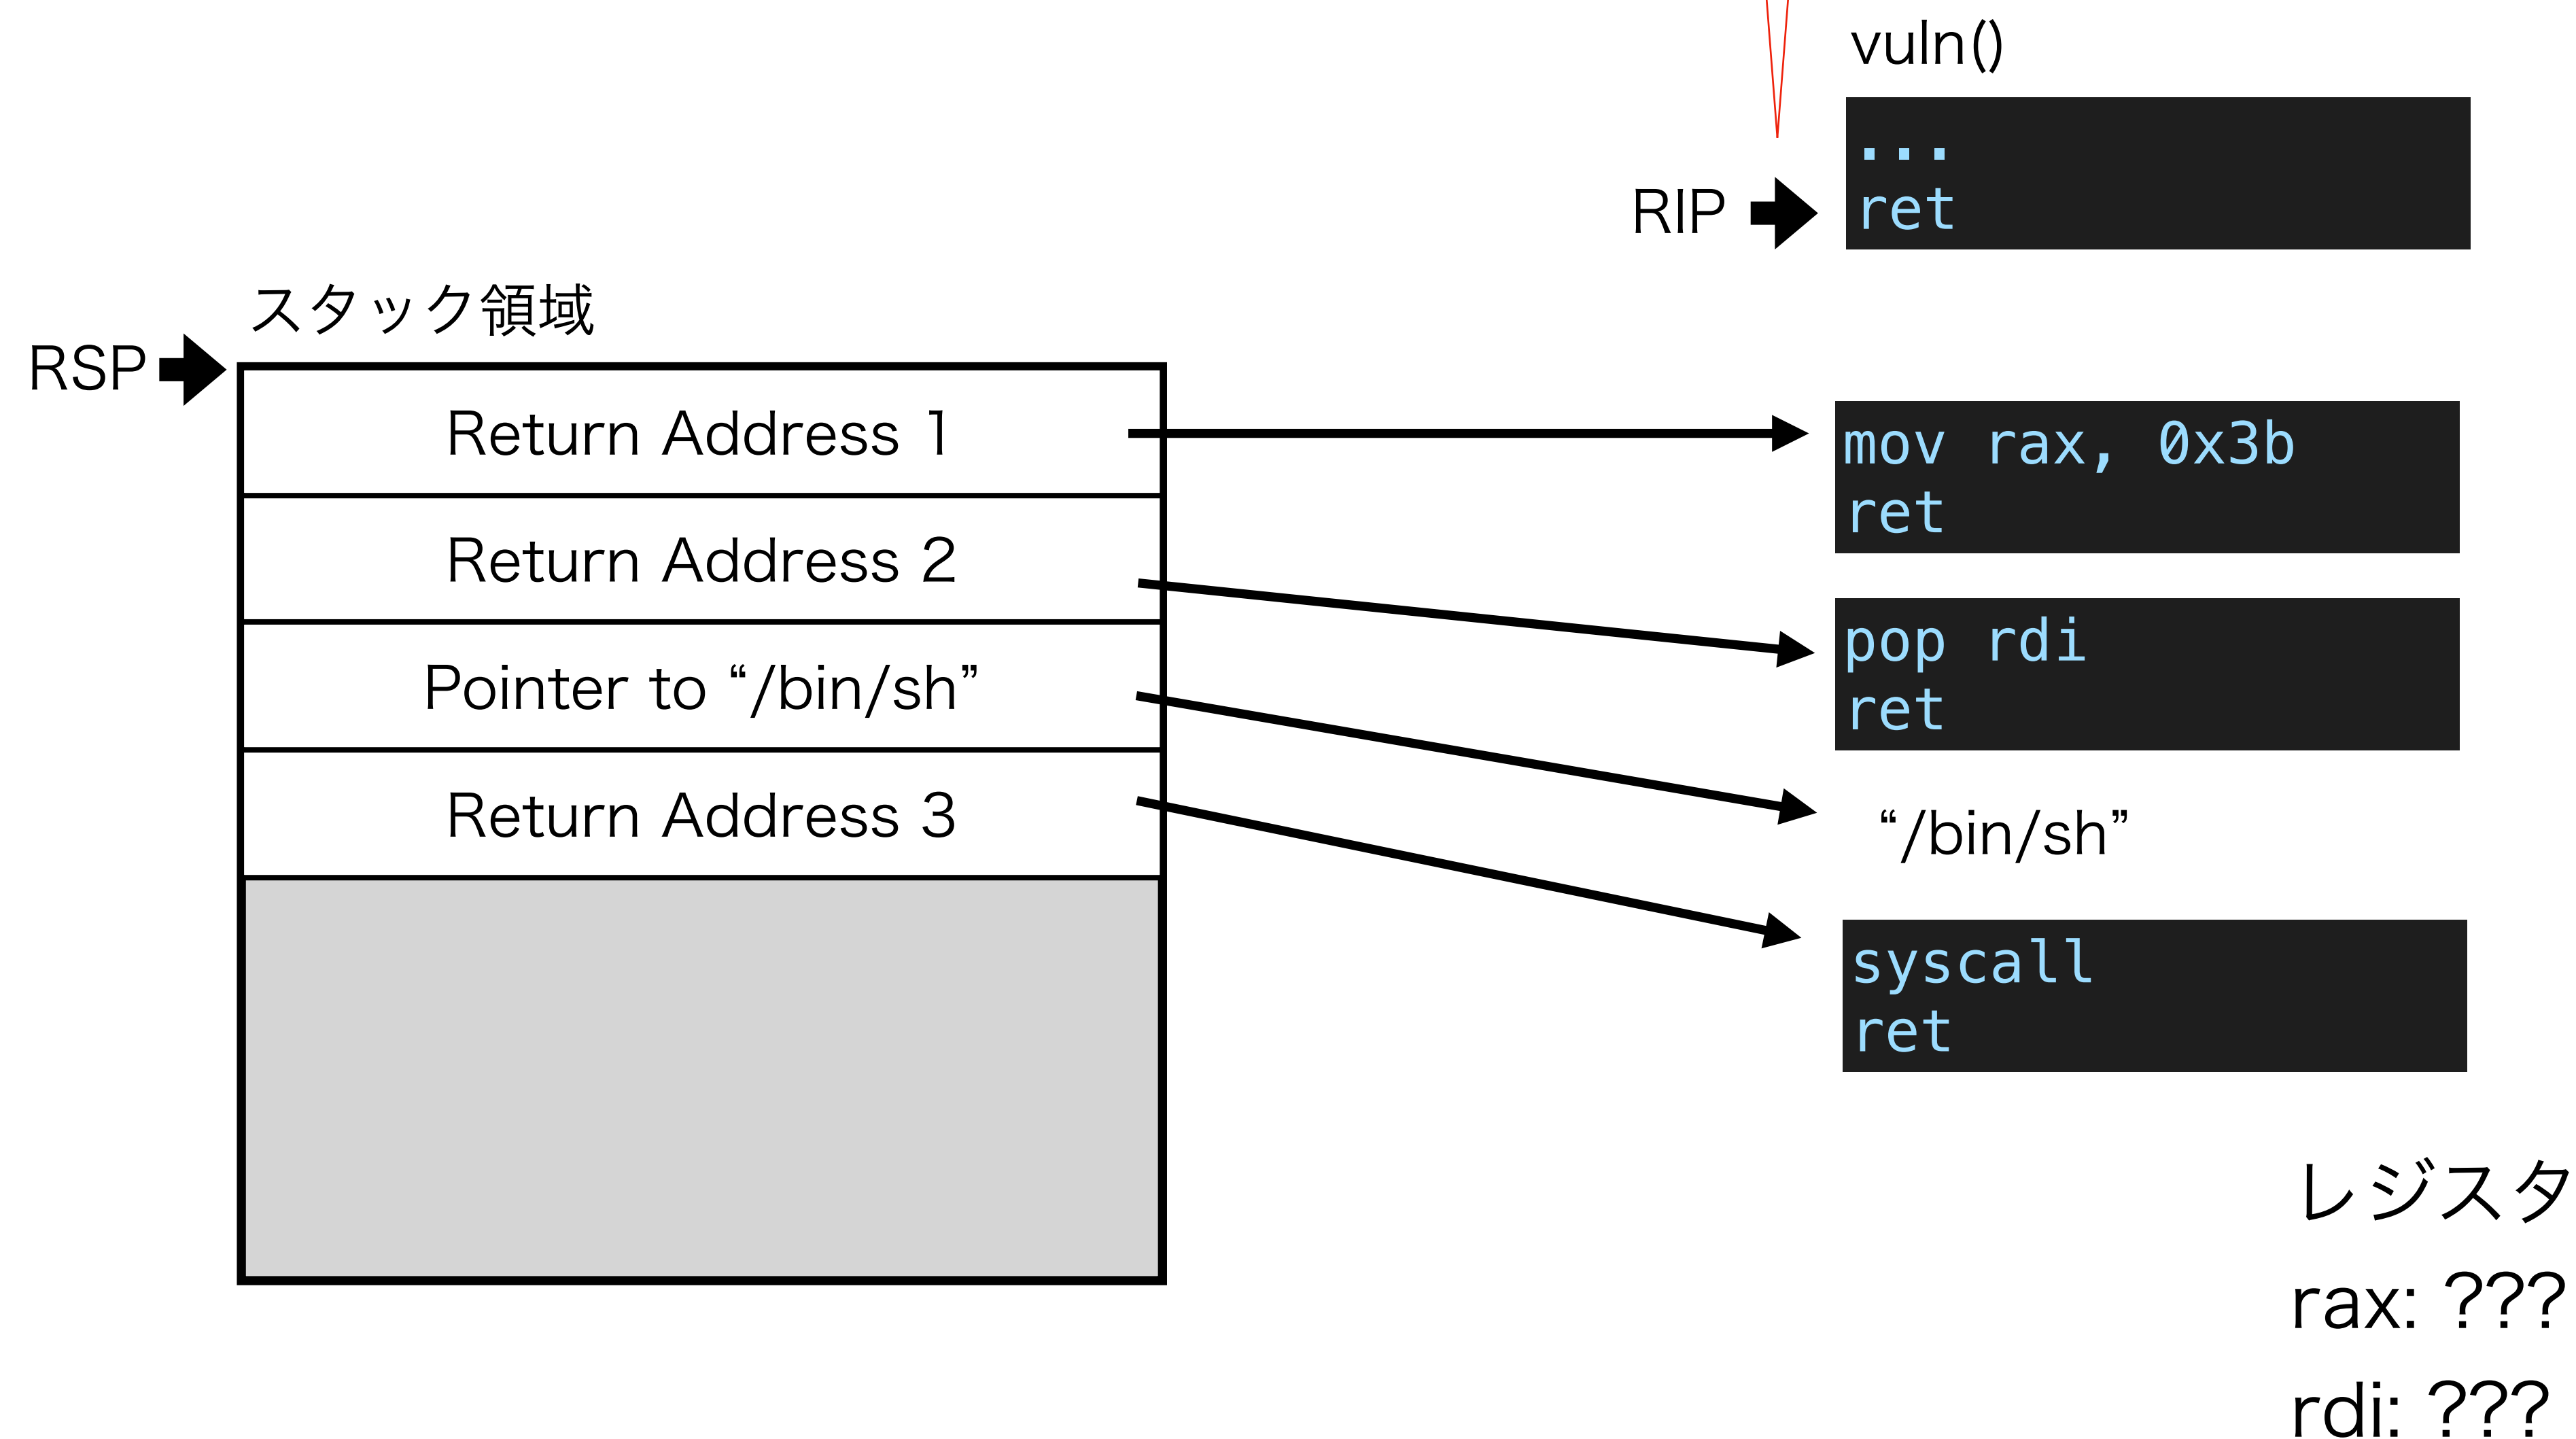 vuln()
...
ret
RIP
スタック領域
RSP
Return Address 1
Return Address 2
Pointer to “/bin/sh”
Return Address 3
mov rax, 0x3b
ret
pop rdi
ret
“/bin/sh”
syscall
ret
レジスタ
rax: ???
rdi: ???